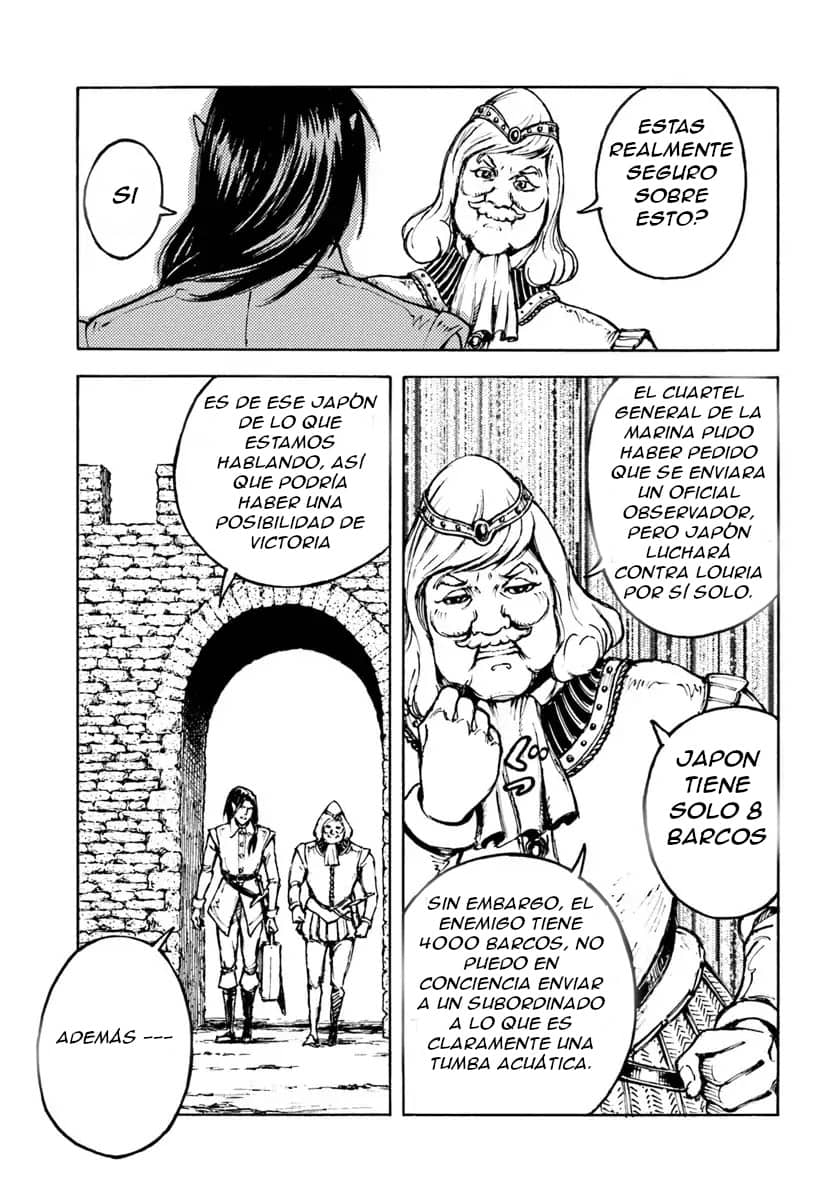 ESTAS
REALMENTE
SEGURO
SOBRE
ESTO?
SI
EL CUARTEL
GENERAL DE LA
MARINA PUDO
HABER PEDIDO
QUE SE ENVIARA
UN OFICIAL
OBSERVADOR,
PERO JAPÓN
LUCHARÁ
CONTRA LOURIA
POR SÍ SOLO.
JAPON
TIENE
SOLO 8
BARCOS
SIN EMBARGO, EL
ENEMIGO TIENE
4000 BARCOS, NO
PUEDO EN
CONCIENCIA ENVIAR
A UN SUBORDINADO
A LO QUE ES
CLARAMENTE UNA
TUMBA ACUÁTICA.
ES DE ESE JAPÓN
DE LO QUE
ESTAMOS
HABLANDO, ASÍ
QUE PODRÍA
HABER UNA
POSIBILIDAD DE
VICTORIA
ADEMÁS ---